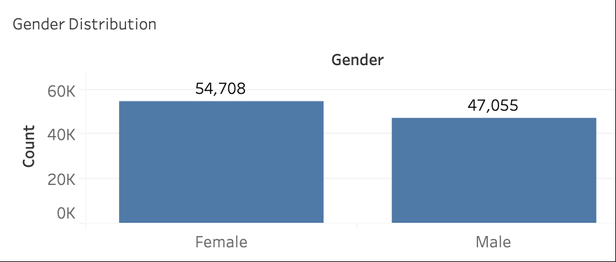 Gender Distribution
Gender
54,708
47,055
60K
40K
20K
0K
Count
Female
Male